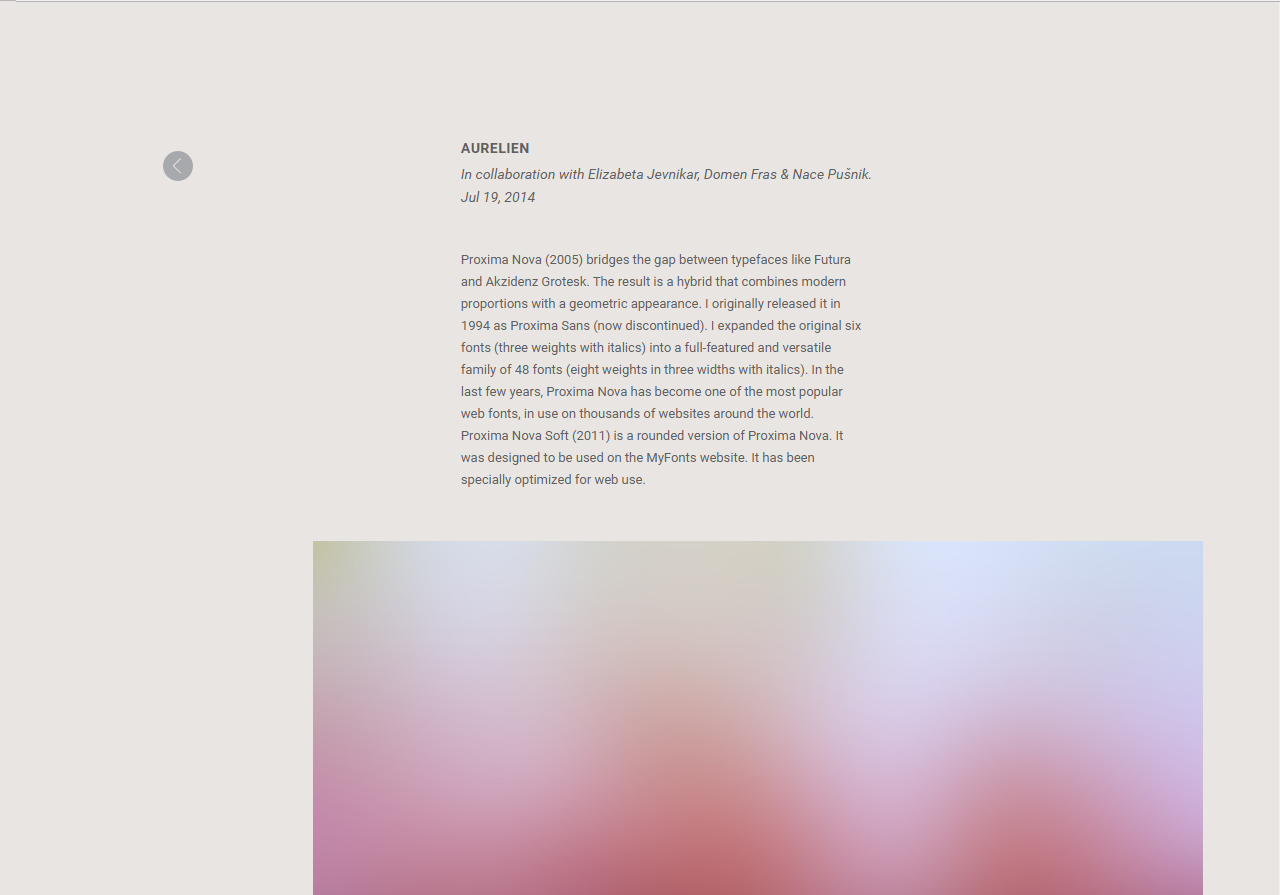 AURELIEN
In collaboration with Elizabeta Jevnikar, Domen Fras & Nace Pušnik.
Jul 19, 2014
Proxima Nova (2005) bridges the gap between typefaces like Futura
and Akzidenz Grotesk. The result is a hybrid that combines modern
proportions with a geometric appearance. I originally released it in
1994 as Proxima Sans (now discontinued). I expanded the original six
fonts (three weights with italics) into a full-featured and versatile
family of 48 fonts (eight weights in three widths with italics). In the
last few years, Proxima Nova has become one of the most popular
web fonts, in use on thousands of websites around the world.
Proxima Nova Soft (2011) is a rounded version of Proxima Nova. It
was designed to be used on the MyFonts website. It has been
specially optimized for web use.